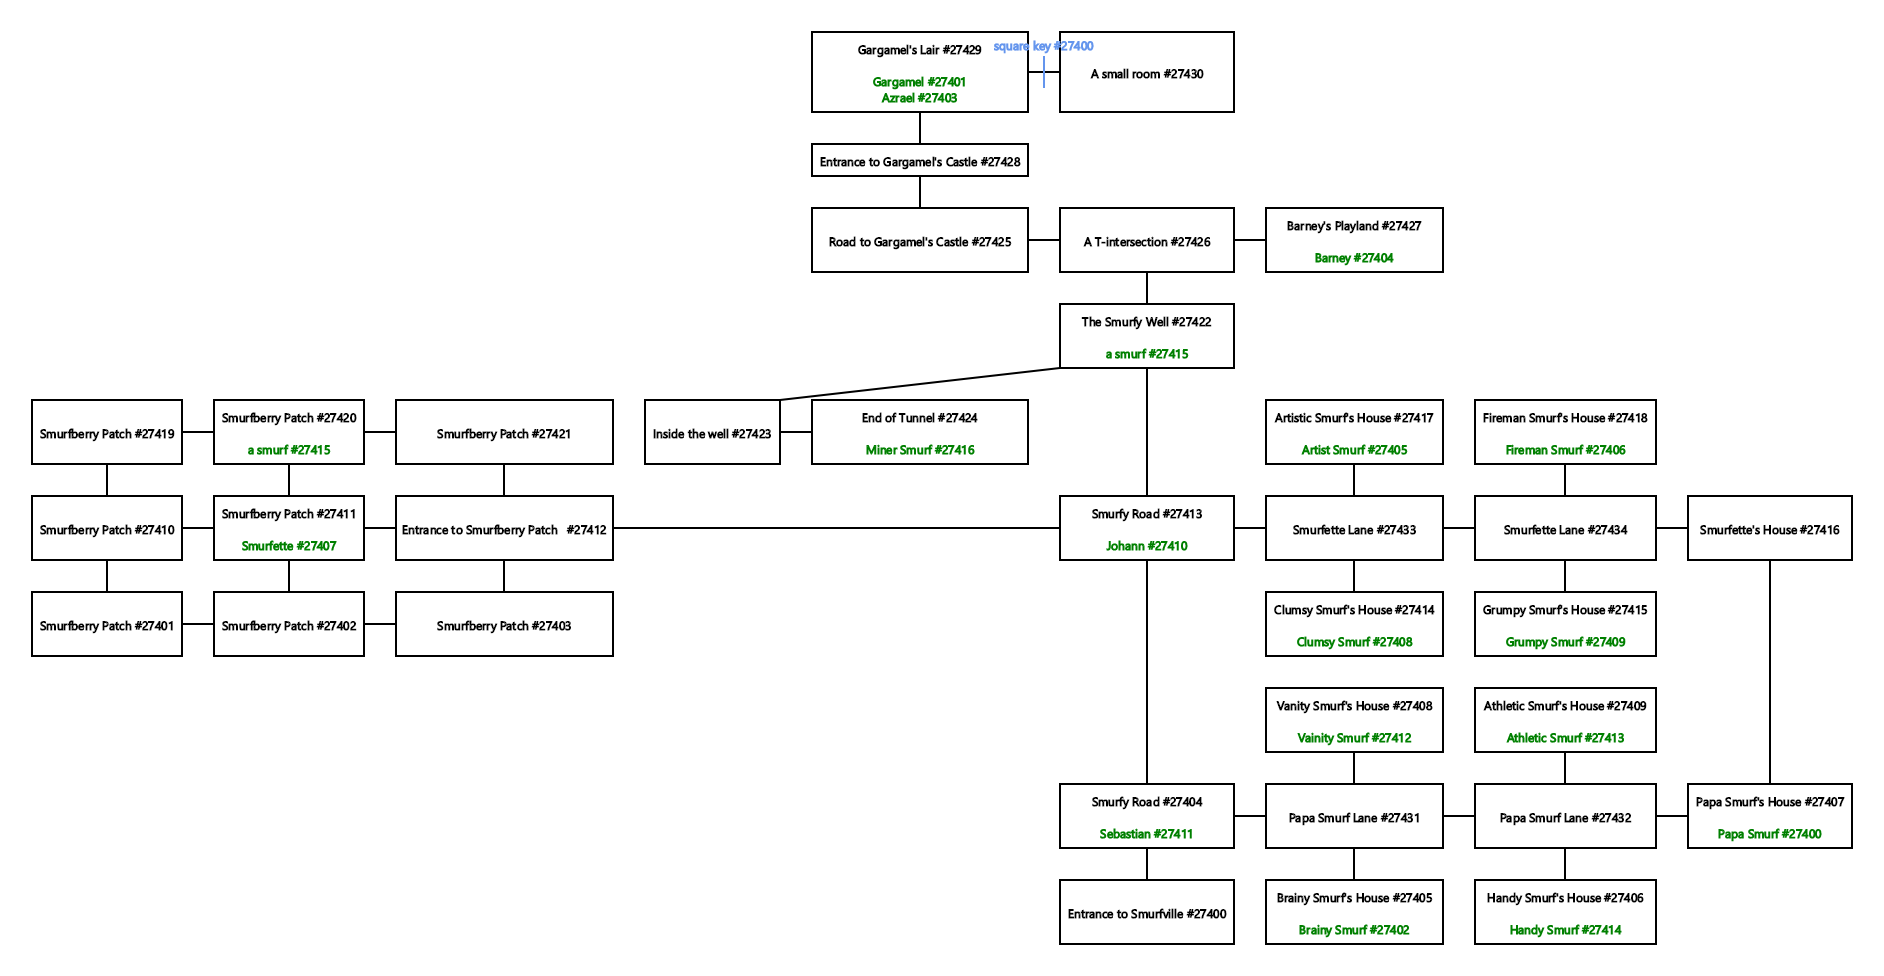 Gargamel's Lair #27429
square key #27400
Gargamel #27401
Azrael #27403
A small room #27430
Entrance to Gargamel's Castle #27428
Road to Gargamel's Castle #27425
A T-intersection #27426
Barney's Playland #27427
Barney #27404
The Smurfy Well #27422
a smurf #27415
Smurfberry Patch #27419
Smurfberry Patch #27420
a smurf #27415
Smurfberry Patch #27421
Inside the well #27423
End of Tunnel #27424
Miner Smurf #27416
Artistic Smurf's House #27417
Artist Smurf #27405
Fireman Smurf's House #27418
Fireman Smurf #27406
Smurfberry Patch #27410
Smurfberry Patch #27411
Smurfette #27407
Entrance to Smurfberry Patch #27412
Smurfy Road #27413
Johann #27410
Smurfette Lane #27433
Smurfette Lane #27434
Smurfette's House #27416
Smurfberry Patch #27401
Smurfberry Patch #27402
Smurfberry Patch #27403
Clumsy Smurf's House #27414
Clumsy Smurf #27408
Grumpy Smurf's House #27415
Grumpy Smurf #27409
Vanity Smurf's House #27408
Vainity Smurf #27412
Athletic Smurf's House #27409
Athletic Smurf #27413
Smurfy Road #27404
Sebastian #27411
Papa Smurf Lane #27431
Papa Smurf Lane #27432
Papa Smurf's House #27407
Papa Smurf #27400
Entrance to Smurfville #27400
Brainy Smurf's House #27405
Brainy Smurf #27402
Handy Smurf's House #27406
Handy Smurf #27414